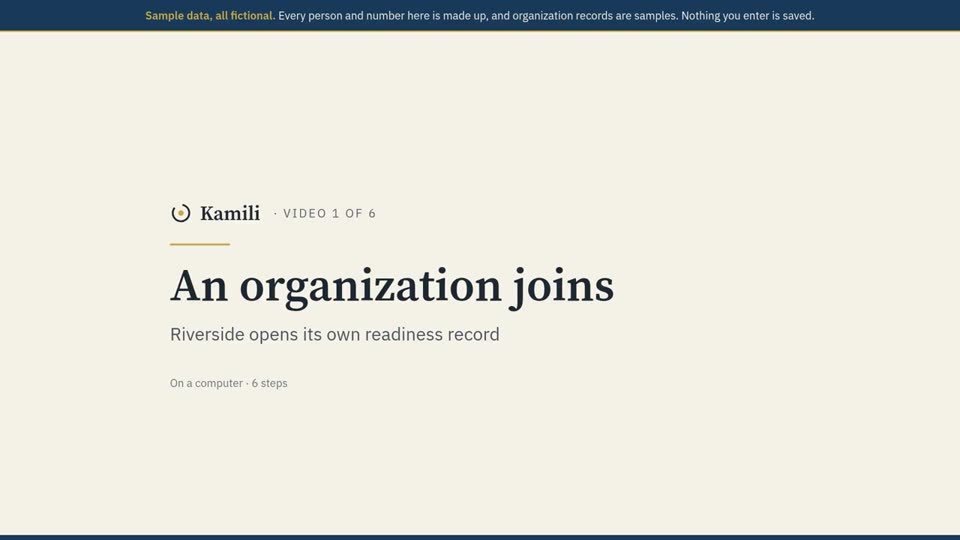 Sample data, all fictional. Every person and number here is made up, and organization records are samples. Nothing you enter is saved.
Kamili · VIDEO 1 OF 6
An organization joins
Riverside opens its own readiness record
On a computer · 6 steps